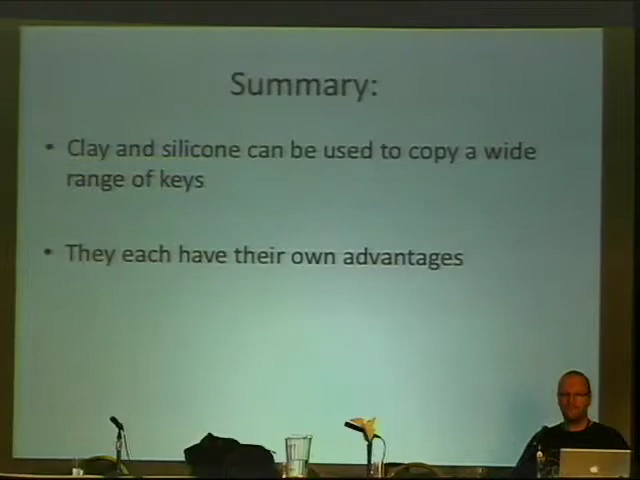 Summary:
• Clay and silicone can be used to copy a wide
range of keys
• They each have their own advantages